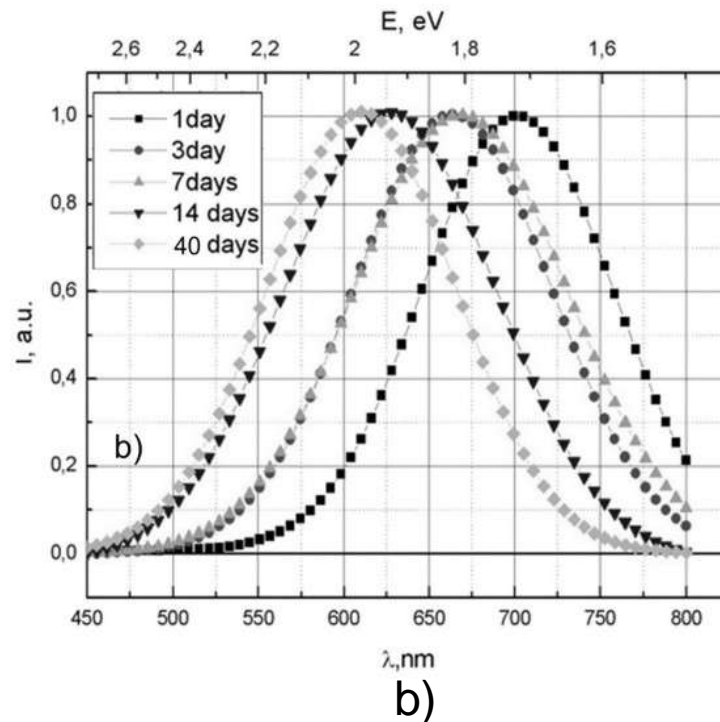 E, eV
2,6 2,4 2,2 2 1,8 1,6
1,0
0,8
0,6
0,4
0,2
0,0
I, a.u.
1day
3day
7days
14 days
40 days
b)
450 500 550 600 650 700 750 800
λ,nm
b)